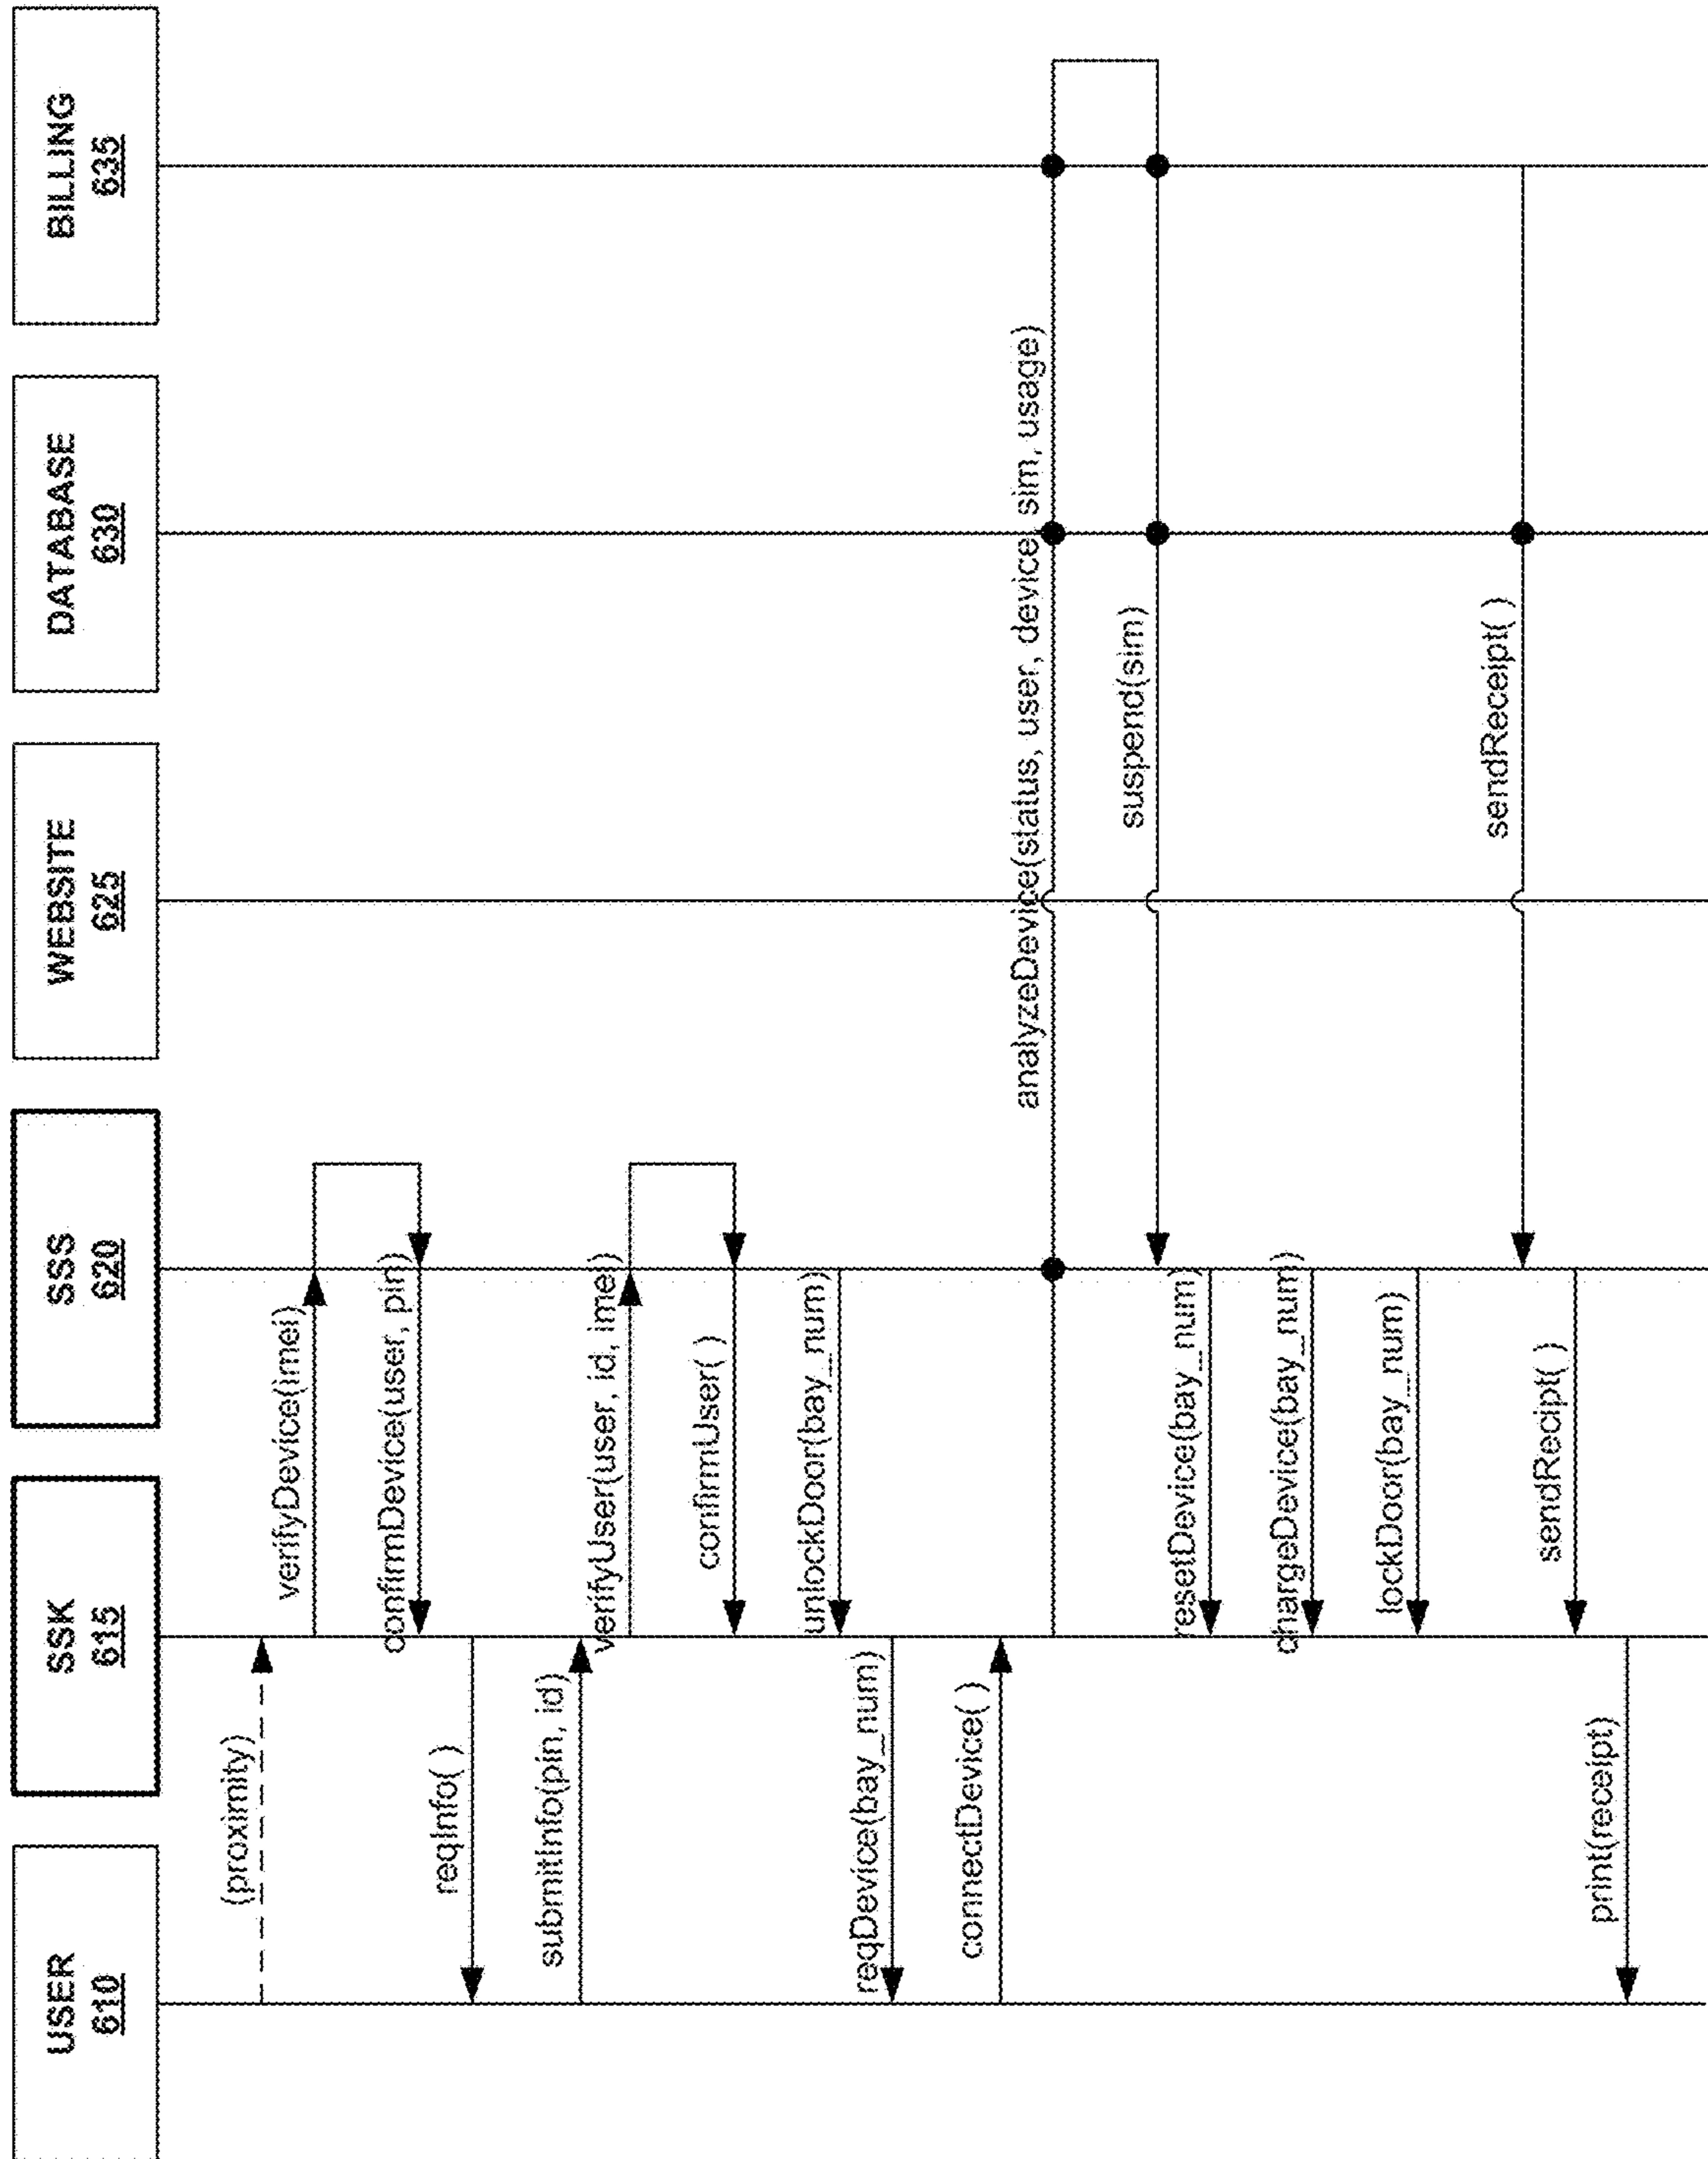 USER
610
SSK
615
SSS
620
WEBSITE
625
DATABASE
630
BILLING
635
(proximity)
verifyDevice(imei)
confirmDevice(user, pin)
reqInfo( )
submitInfo(pin, id)
verifyUser(user, id, imei)
confirmUser( )
unlockDoor(bay_num)
reqDevice(bay_num)
connectDevice( )
analyzeDevice(status, user, device, sim, usage)
suspend(sim)
resetDevice(bay_num)
chargeDevice(bay_num)
lockDoor(bay_num)
sendReceipt( )
sendRecipt( )
print(receipt)